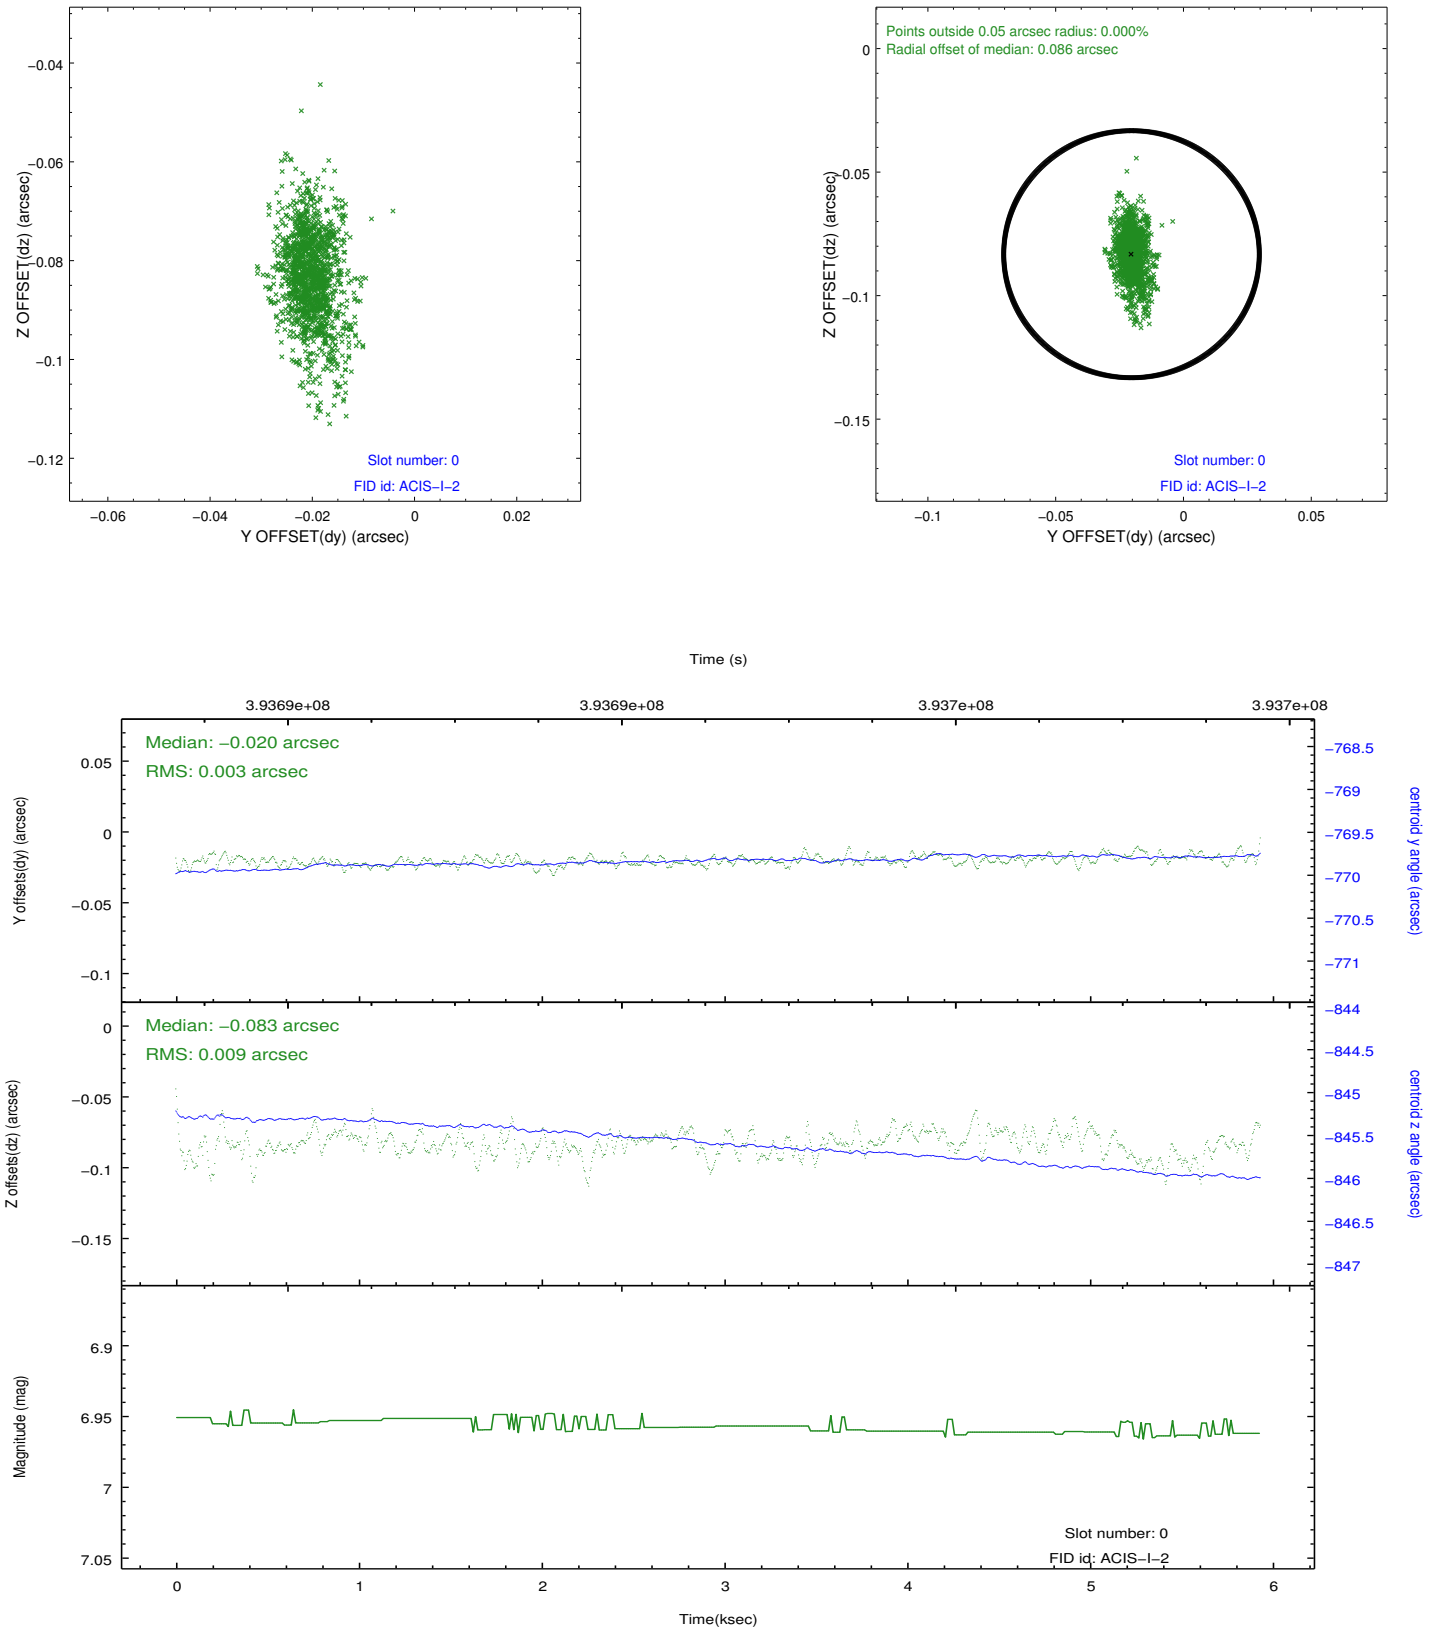 −0.04
−0.06
−0.08
−0.1
−0.12
Z OFFSET(dz) (arcsec)
Slot number: 0
FID id: ACIS−I−2
−0.06
−0.04
−0.02
0
0.02
Y OFFSET(dy) (arcsec)
Points outside 0.05 arcsec radius: 0.000%
Radial offset of median: 0.086 arcsec
0
−0.05
−0.1
−0.15
Z OFFSET(dz) (arcsec)
Slot number: 0
FID id: ACIS−I−2
−0.1
−0.05
0
0.05
Y OFFSET(dy) (arcsec)
Time (s)
3.9369e+08
3.9369e+08
3.937e+08
3.937e+08
Median: −0.020 arcsec
RMS: 0.003 arcsec
0.05
0
−0.05
−0.1
Y offsets(dy) (arcsec)
−768.5
−769
−769.5
−770
−770.5
−771
centroid y angle (arcsec)
Median: −0.083 arcsec
RMS: 0.009 arcsec
0
−0.05
−0.1
−0.15
Z offsets(dz) (arcsec)
−844
−844.5
−845
−845.5
−846
−846.5
−847
centroid z angle (arcsec)
6.9
6.95
7
7.05
Magnitude (mag)
Slot number: 0
FID id: ACIS−I−2
0
1
2
3
4
5
6
Time(ksec)